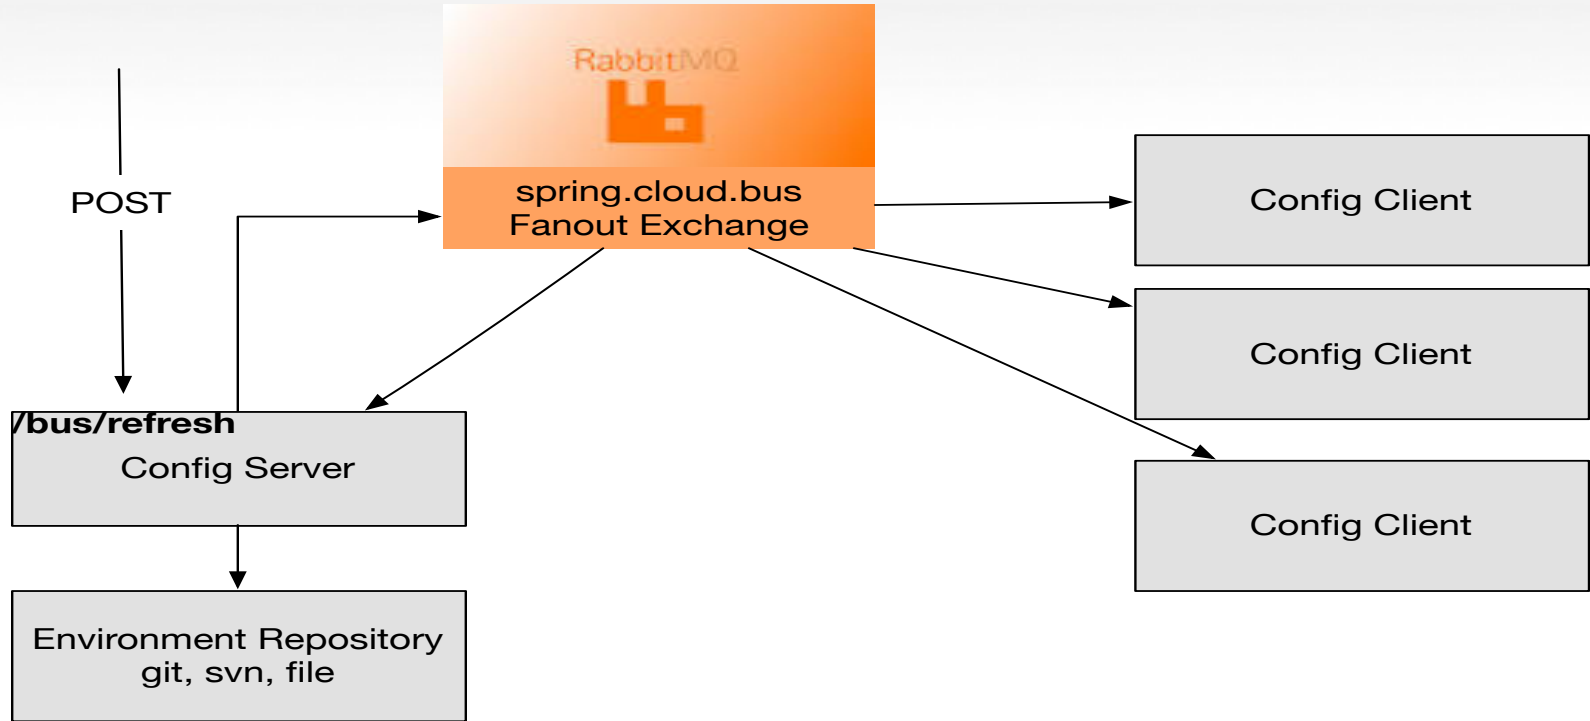 RabbitMQ
spring.cloud.bus
Fanout Exchange
POST
/bus/refresh
Config Server
Environment Repository
git, svn, file
Config Client
Config Client
Config Client